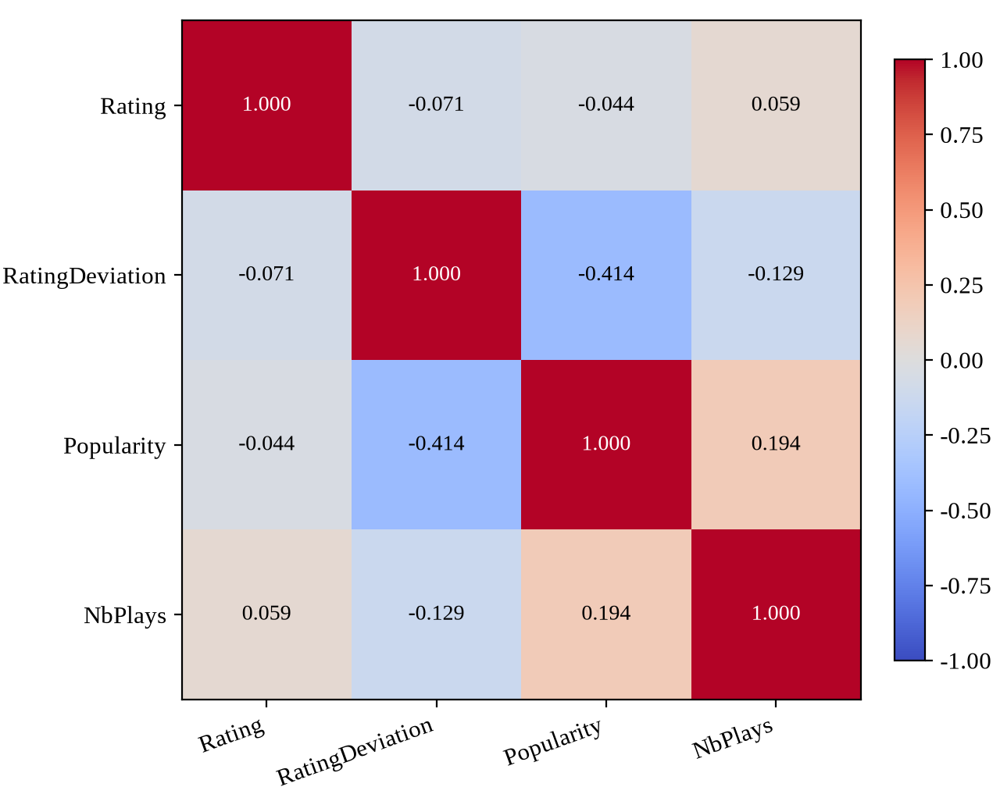 1.00
Rating 1.000 -0.071 -0.044 0.059
0.75
0.50
RatingDeviation -0.071 1.000 -0.414 -0.129
0.25
0.00
Popularity -0.044 -0.414 1.000 0.194
-0.25
-0.50
-0.75
NbPlays 0.059 -0.129 0.194 1.000
-1.00
Rating RatingDeviation Popularity NbPlays